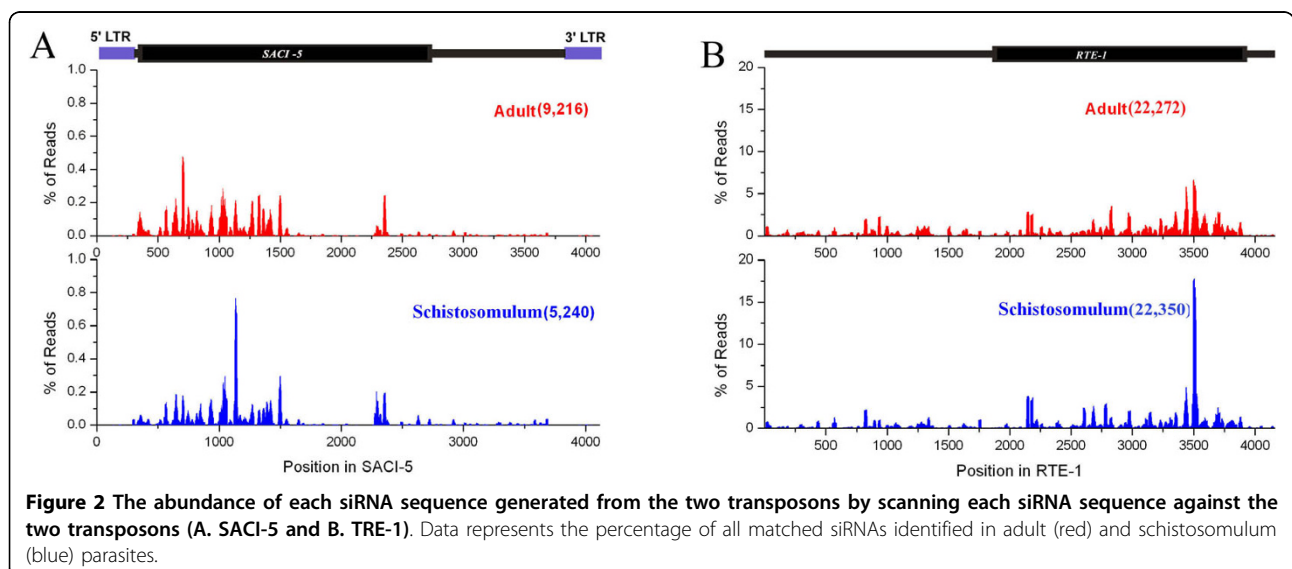 A
5' LTR
SACI -5
3' LTR
1.0
0.8
0.6
0.4
0.2
0.0
% of Reads
Adult(9,216)
1.0
0.8
0.6
0.4
0.2
0.0
% of Reads
Schistosomulum(5,240)
0 500 1000 1500 2000 2500 3000 3500 4000
Position in SACI-5
B
RTE-1
20
15
10
5
0
% of Reads
Adult(22,272)
500 1000 1500 2000 2500 3000 3500 4000
20
15
10
5
0
% of Reads
Schistosomulum(22,350)
500 1000 1500 2000 2500 3000 3500 4000
Position in RTE-1
Figure 2 The abundance of each siRNA sequence generated from the two transposons by scanning each siRNA sequence against the
two transposons (A. SACI-5 and B. TRE-1). Data represents the percentage of all matched siRNAs identified in adult (red) and schistosomulum
(blue) parasites.